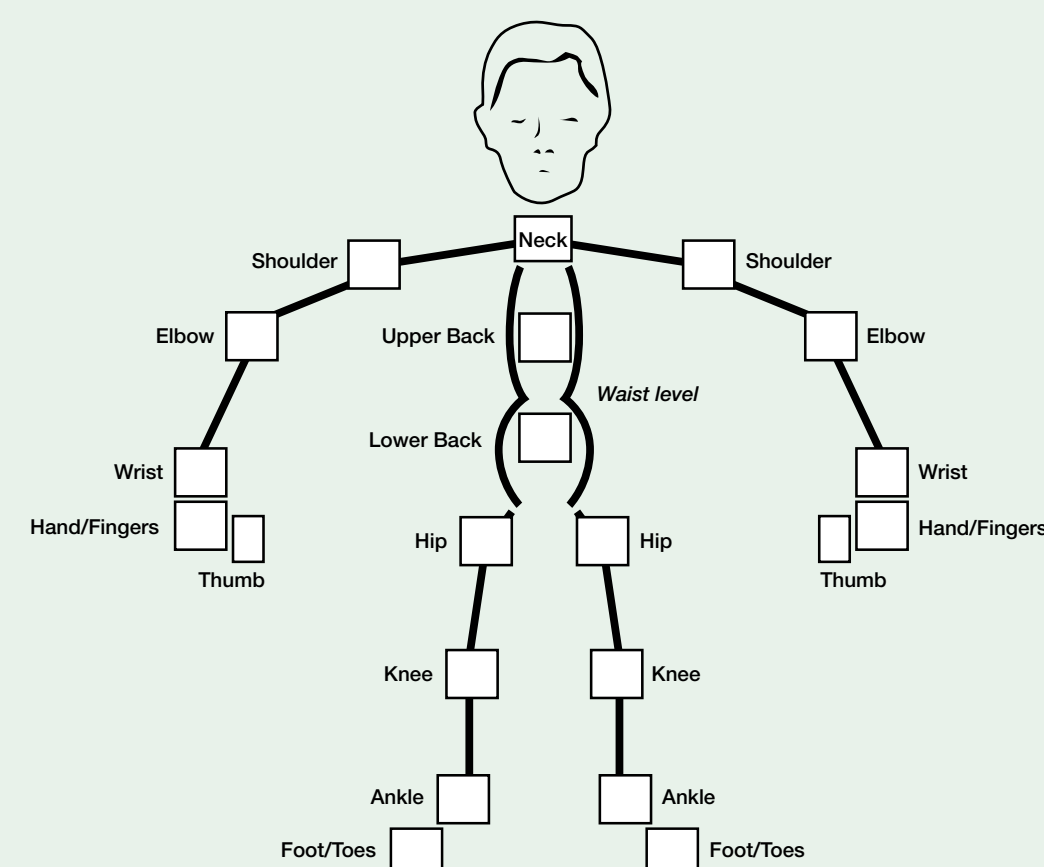 Neck
Shoulder
Shoulder
Elbow
Upper Back
Elbow
Waist level
Lower Back
Wrist
Wrist
Hand/Fingers
Hand/Fingers
Hip
Hip
Thumb
Thumb
Knee
Knee
Ankle
Ankle
Foot/Toes
Foot/Toes